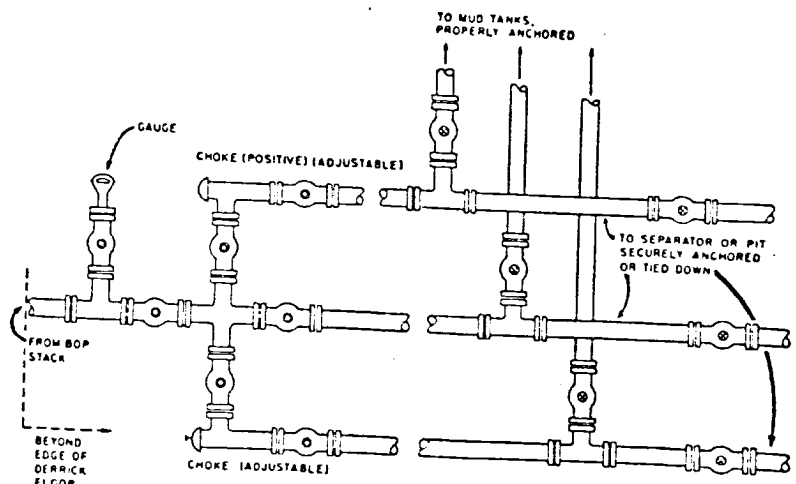 TO MUD TANKS,
PROPERLY ANCHORED
GAUGE
CHOKE (POSITIVE) (ADJUSTABLE)
TO SEPARATOR OR PIT
SECURELY ANCHORED
OR TIED DOWN
FROM BOP
STACK
BEYOND
EDGE OF
DERRICK
FLOOR
CHOKE (ADJUSTABLE)